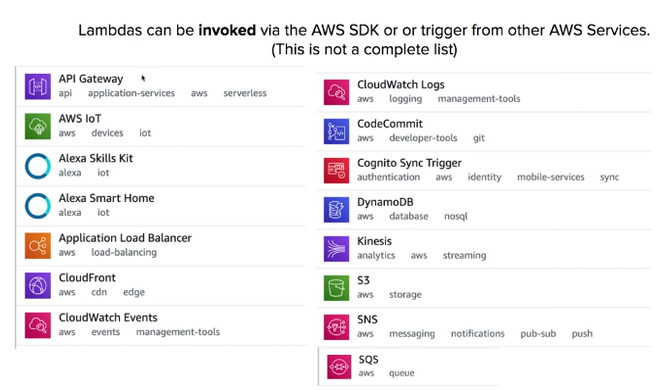 Lambdas can be invoked via the AWS SDK or or trigger from other AWS Services.
(This is not a complete list)
API Gateway
api application-services aws serverless
AWS IoT
aws devices iot
Alexa Skills Kit
alexa iot
Alexa Smart Home
alexa iot
Application Load Balancer
aws load-balancing
CloudFront
aws cdn edge
CloudWatch Events
aws events management-tools
CloudWatch Logs
aws logging management-tools
CodeCommit
aws developer-tools git
Cognito Sync Trigger
authentication aws identity mobile-services sync
DynamoDB
aws database nosql
Kinesis
analytics aws streaming
S3
aws storage
SNS
aws messaging notifications pub-sub push
SQS
aws queue